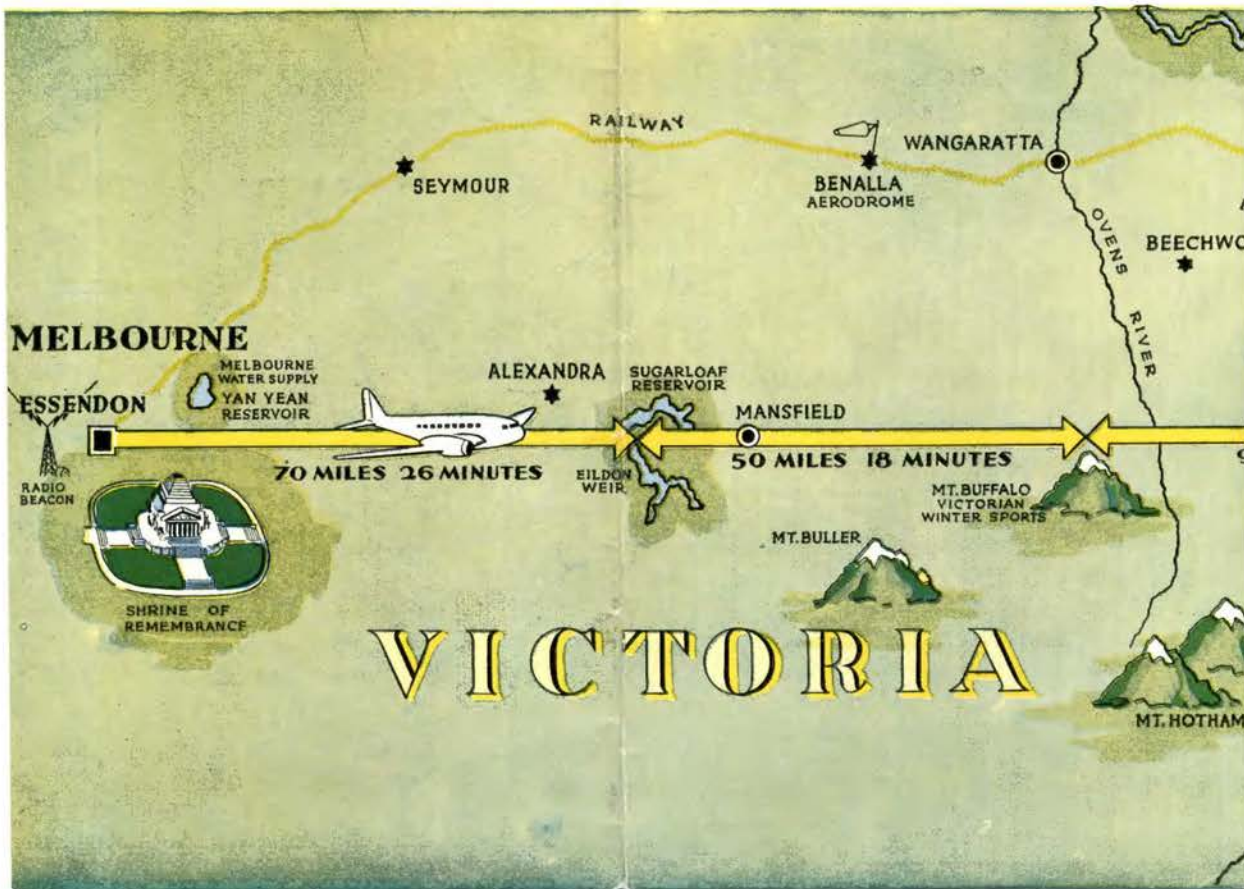 RAILWAY
WANGARATTA
SEYMOUR
BENALLA
AERODROME
OVENS
RIVER
MELBOURNE
ESSENDON
MELBOURNE
WATER SUPPLY
YAN YEAN
RESERVOIR
ALEXANDRA
SUGARLOAF
RESERVOIR
MANSFIELD
70 MILES 26 MINUTES
EILDON
WEIR
50 MILES 18 MINUTES
RADIO
BEACON
MT. BUFFALO
VICTORIAN
WINTER SPORTS
MT. BULLER
SHRINE OF
REMEMBRANCE
VICTORIA
MT. HOTHAM